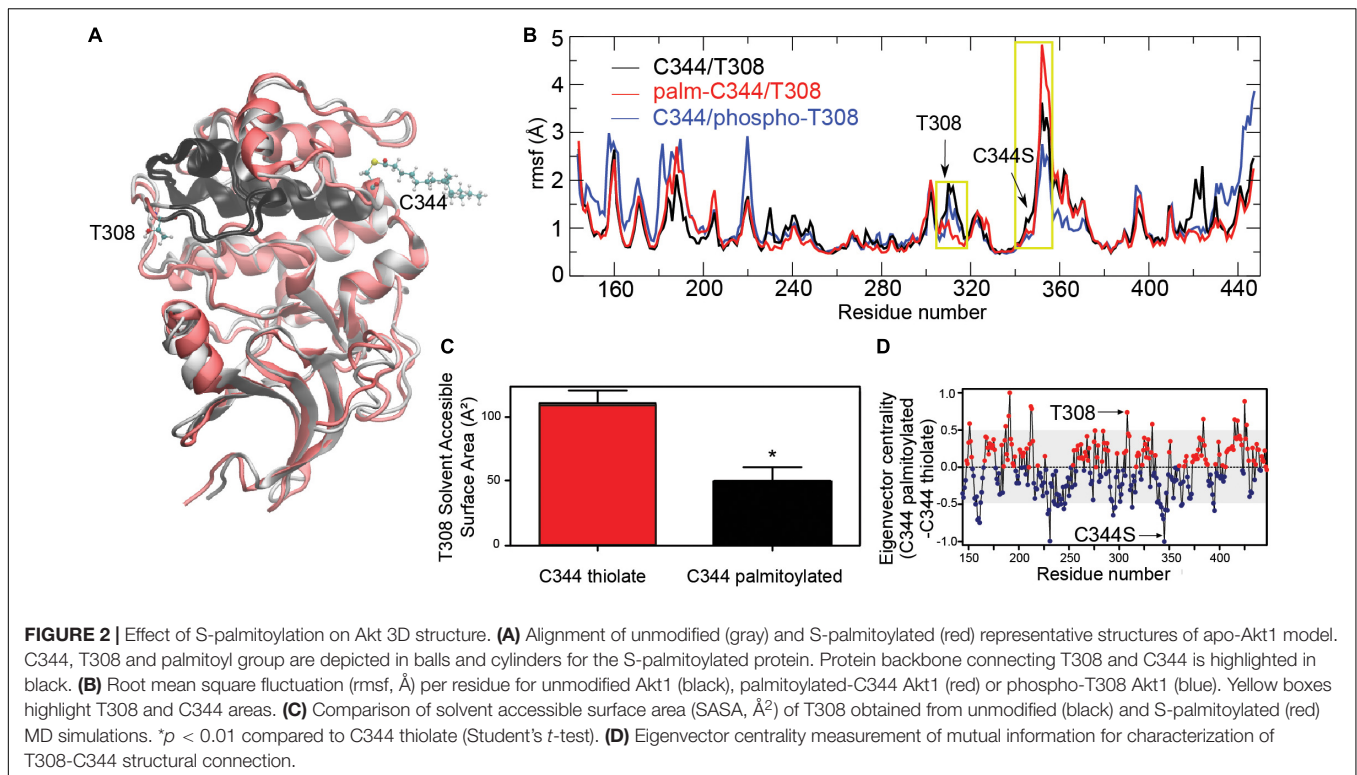 A
T308
C344
B
5
4
3
2
1
0
rmsf (Å)
C344/T308
palm-C344/T308
C344/phospho-T308
T308
C344S
160 200 240 280 320 360 400 440
Residue number
C
T308 Solvent Accesible
Surface Area (A²)
100
50
0
*
C344 thiolate C344 palmitoylated
D
Eigenvector centrality
(C344 palmitoylated
-C344 thiolate)
1.0
0.5
0.0
-0.5
-1.0
T308
C344S
145 200 250 300 350 400
Residue number
FIGURE 2 | Effect of S-palmitoylation on Akt 3D structure. (A) Alignment of unmodified (gray) and S-palmitoylated (red) representative structures of apo-Akt1 model.
C344, T308 and palmitoyl group are depicted in balls and cylinders for the S-palmitoylated protein. Protein backbone connecting T308 and C344 is highlighted in
black. (B) Root mean square fluctuation (rmsf, Å) per residue for unmodified Akt1 (black), palmitoylated-C344 Akt1 (red) or phospho-T308 Akt1 (blue). Yellow boxes
highlight T308 and C344 areas. (C) Comparison of solvent accessible surface area (SASA, Å²) of T308 obtained from unmodified (black) and S-palmitoylated (red)
MD simulations. *p < 0.01 compared to C344 thiolate (Student's t-test). (D) Eigenvector centrality measurement of mutual information for characterization of
T308-C344 structural connection.